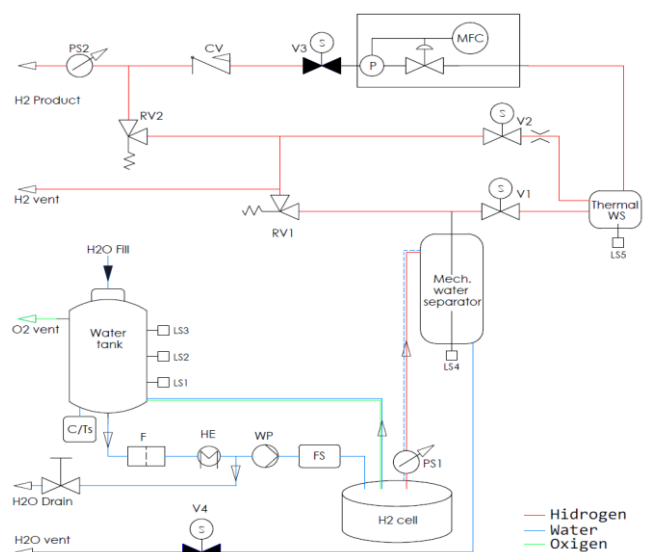 PS2
CV
V3
S
P
MFC
H2 Product
RV2
S
V2
H2 vent
S
V1
RV1
Thermal
WS
LS5
H2O Fill
Mech.
water
separator
O2 vent
Water
tank
LS3
LS2
LS1
LS4
C/Ts
F
HE
WP
FS
PS1
H2O Drain
V4
S
H2 cell
H2O vent
Hidrogen
Water
Oxigen